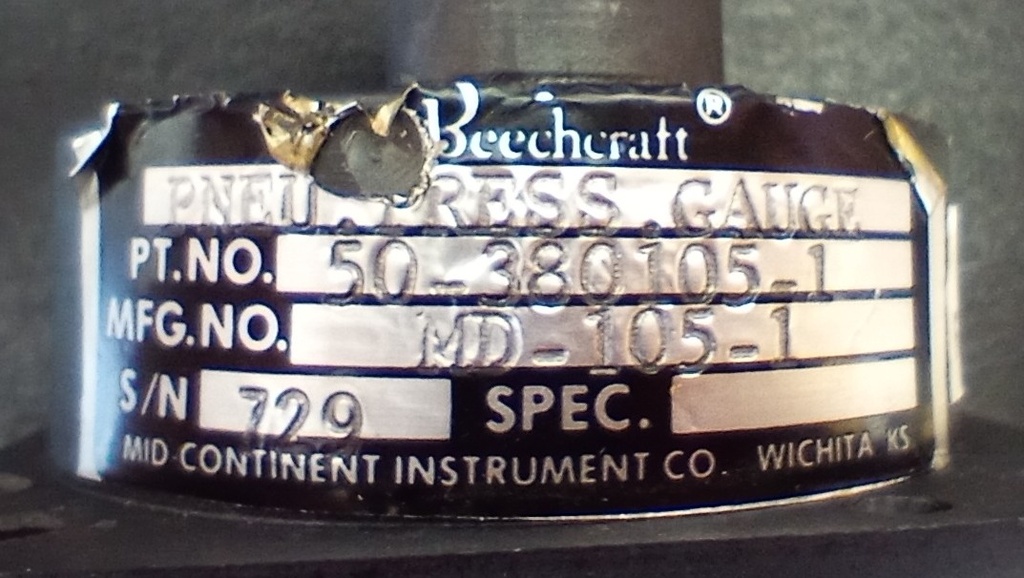 Beechcraft®
PNEU. PRESS. GAUGE
PT.NO. 50-380105-1
MFG.NO. MD-105-1
S/N 729 SPEC.
MID-CONTINENT INSTRUMENT CO. WICHITA KS